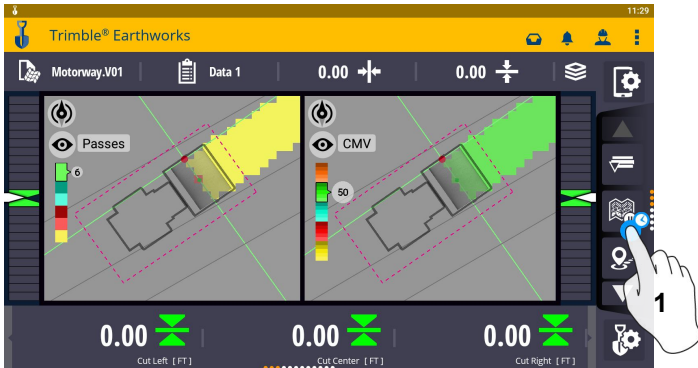 11:29
Trimble® Earthworks
Motorway.V01
Data 1
0.00
0.00
Passes
6
CMV
50
1
0.00
0.00
0.00
Cut Left [FT]
Cut Center [FT]
Cut Right [FT]